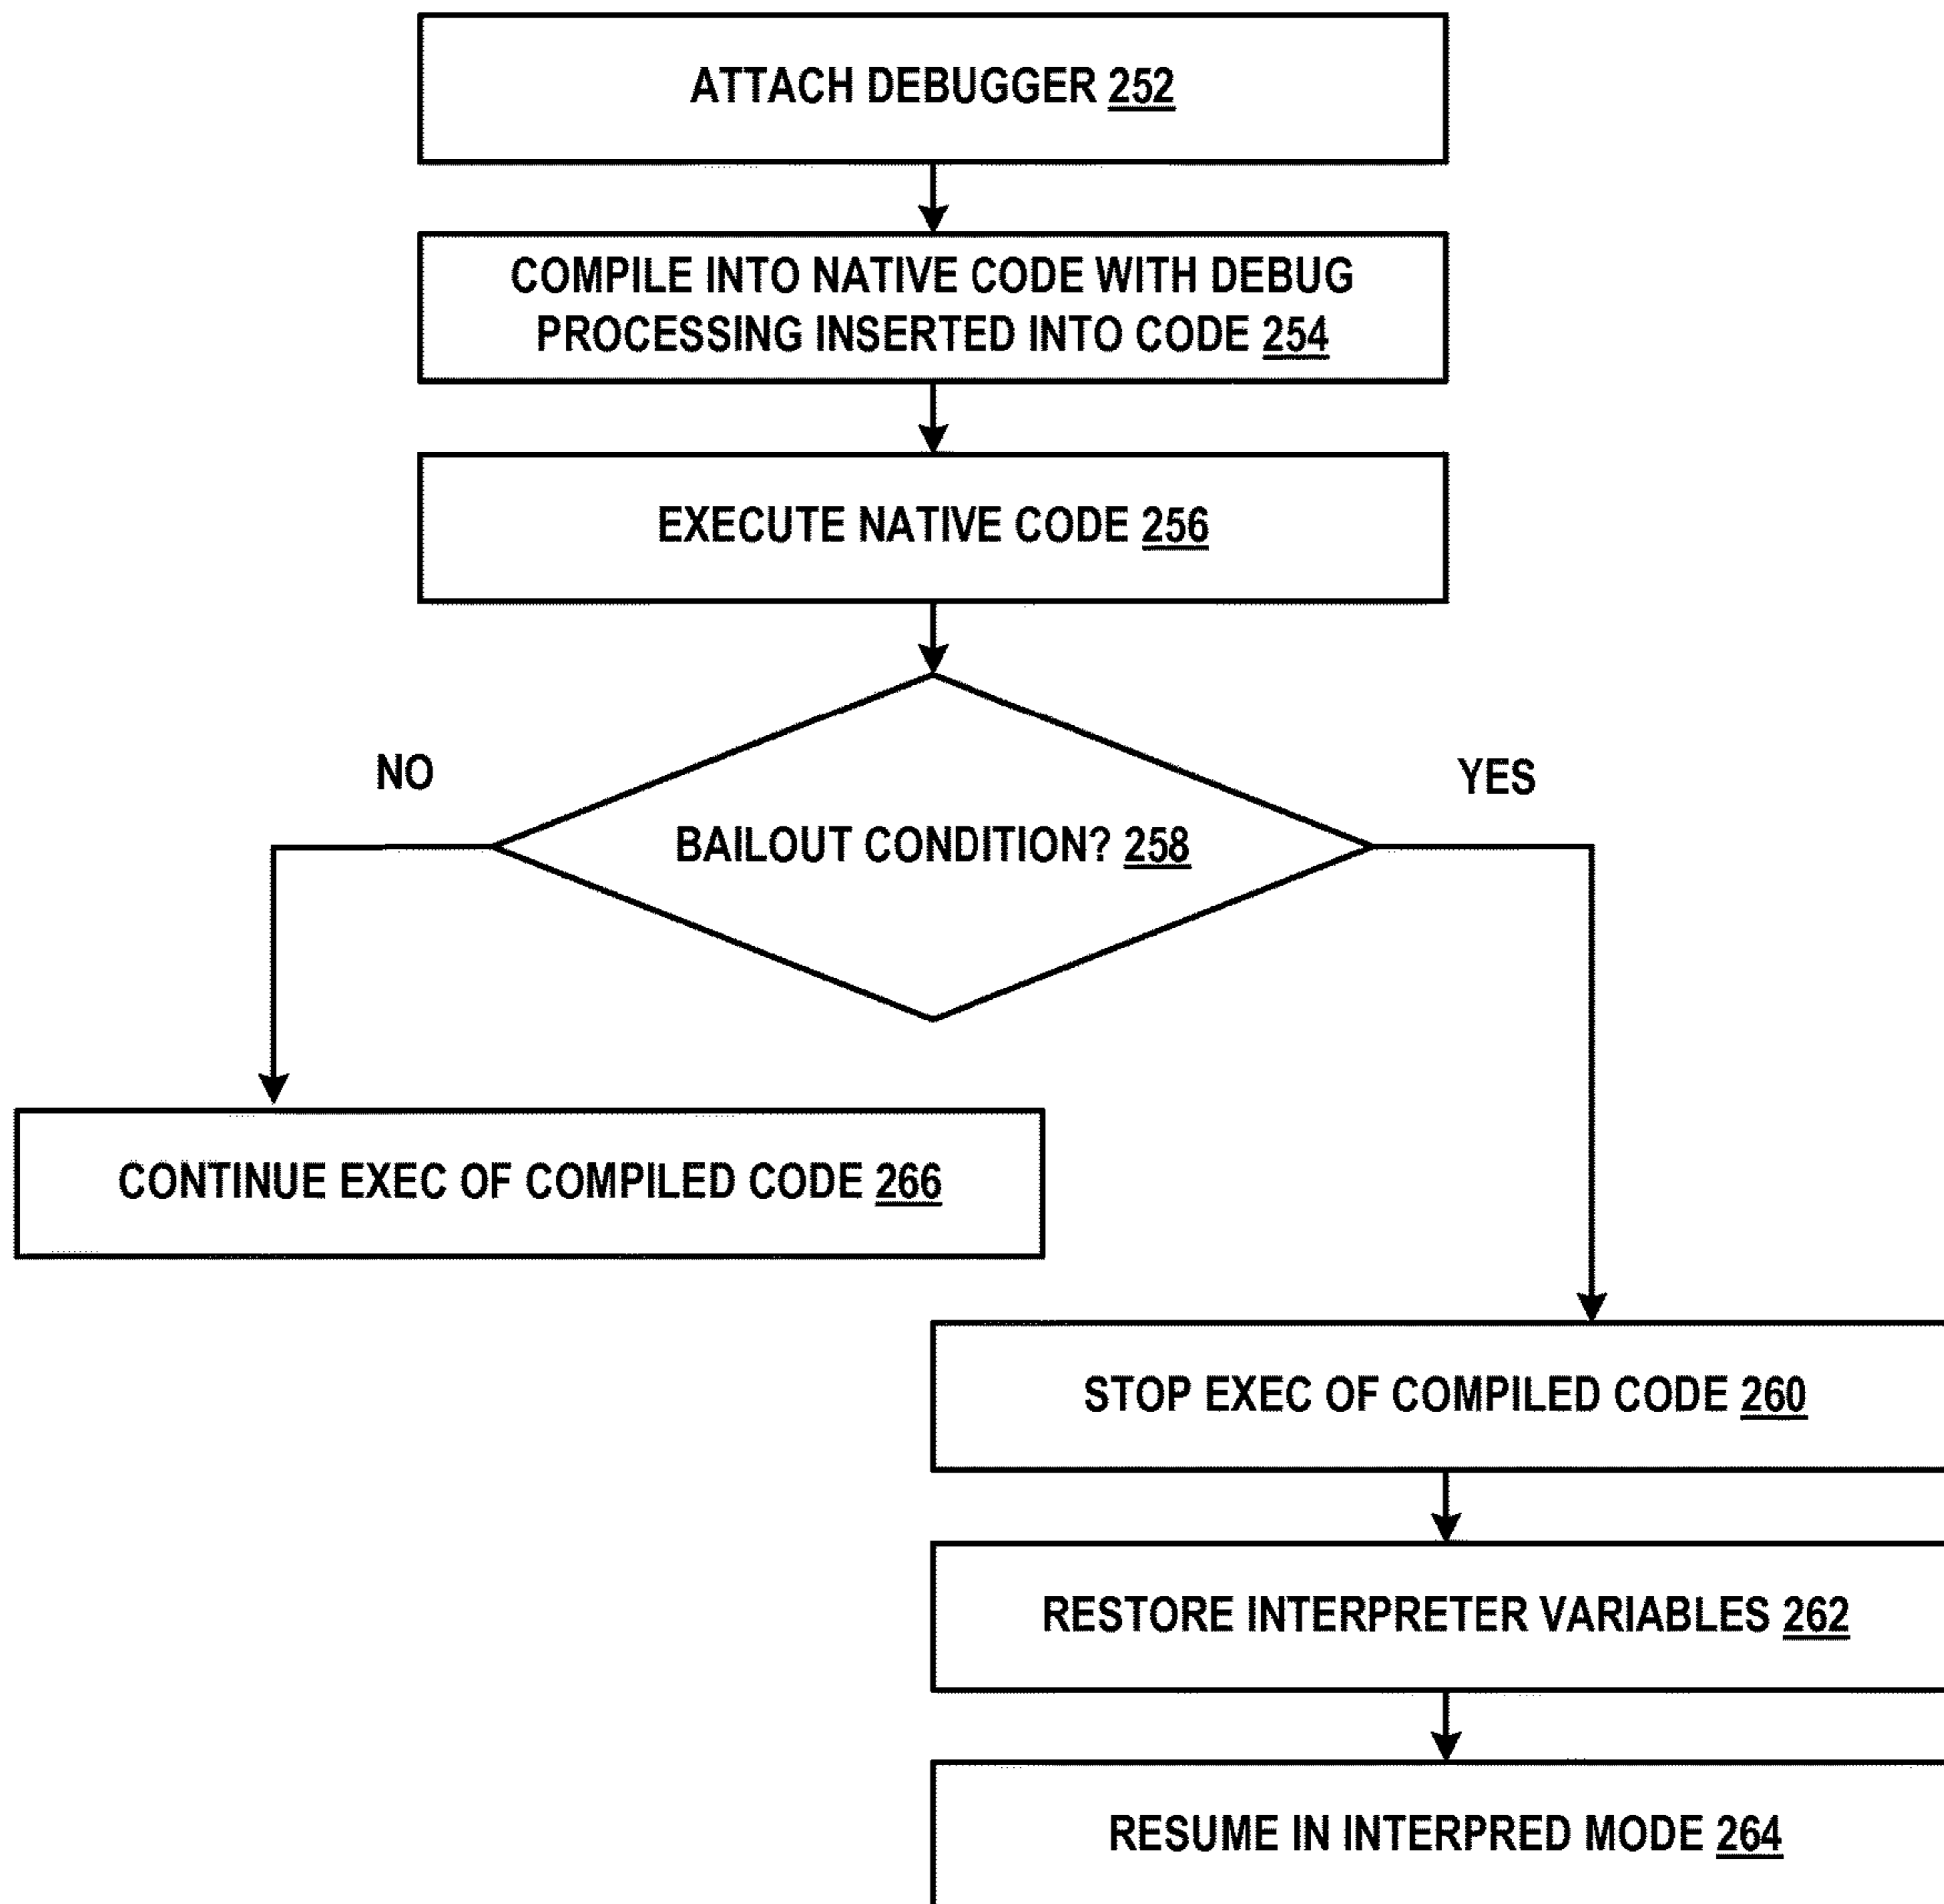 ATTACH DEBUGGER 252
COMPILE INTO NATIVE CODE WITH DEBUG
PROCESSING INSERTED INTO CODE 254
EXECUTE NATIVE CODE 256
NO
YES
BAILOUT CONDITION? 258
CONTINUE EXEC OF COMPILED CODE 266
STOP EXEC OF COMPILED CODE 260
RESTORE INTERPRETER VARIABLES 262
RESUME IN INTERPRED MODE 264